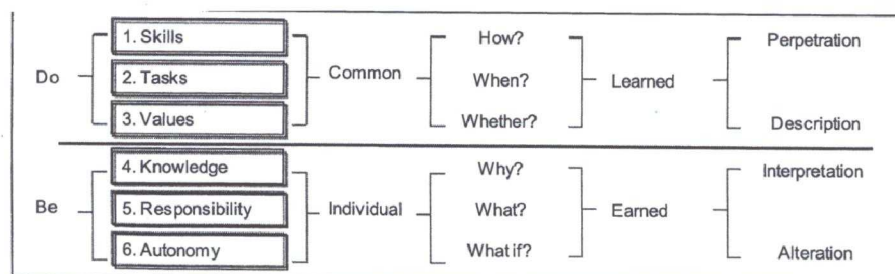 1. Skills How? Perpetration
Do 2. Tasks Common When? Learned
3. Values Whether? Description
4. Knowledge Why? Interpretation
Be 5. Responsibility Individual What? Earned
6. Autonomy What if? Alteration